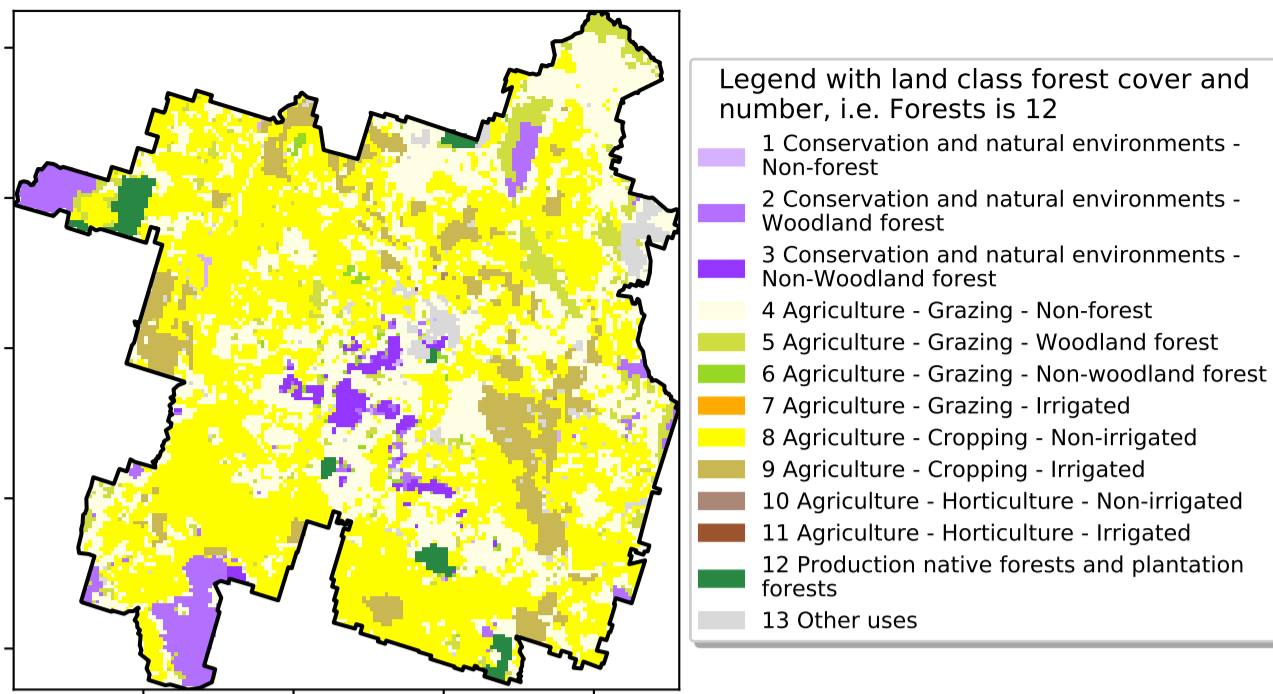 Legend with land class forest cover and
number, i.e. Forests is 12
1 Conservation and natural environments -
Non-forest
2 Conservation and natural environments -
Woodland forest
3 Conservation and natural environments -
Non-Woodland forest
4 Agriculture - Grazing - Non-forest
5 Agriculture - Grazing - Woodland forest
6 Agriculture - Grazing - Non-woodland forest
7 Agriculture - Grazing - Irrigated
8 Agriculture - Cropping - Non-irrigated
9 Agriculture - Cropping - Irrigated
10 Agriculture - Horticulture - Non-irrigated
11 Agriculture - Horticulture - Irrigated
12 Production native forests and plantation
forests
13 Other uses